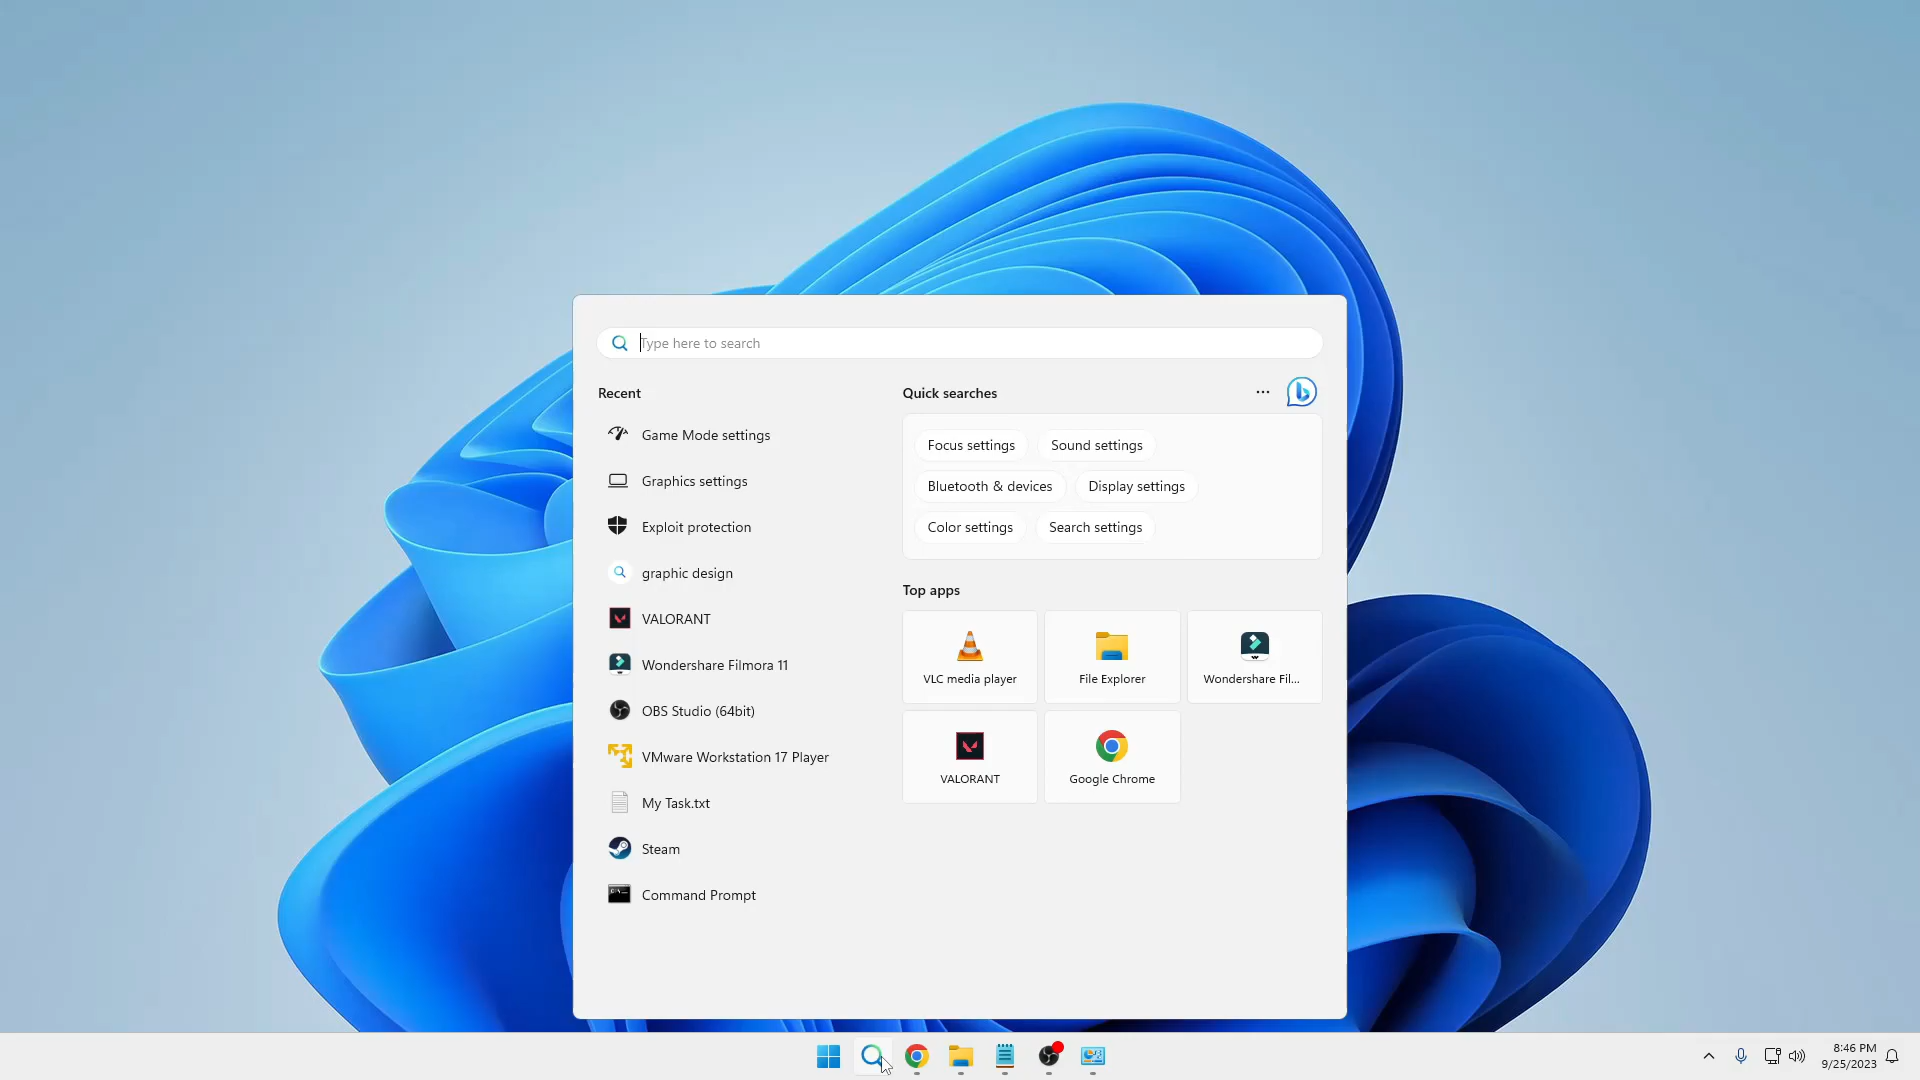 Type here to search
Recent
Game Mode settings
Graphics settings
Exploit protection
graphic design
VALORANT
Wondershare Filmora 11
OBS Studio (64bit)
VMware Workstation 17 Player
My Task.txt
Steam
Command Prompt
Quick searches
Focus settings
Sound settings
Bluetooth & devices
Display settings
Color settings
Search settings
Top apps
VLC media player
File Explorer
Wondershare Fil...
VALORANT
Google Chrome
8:46 PM
9/25/2023